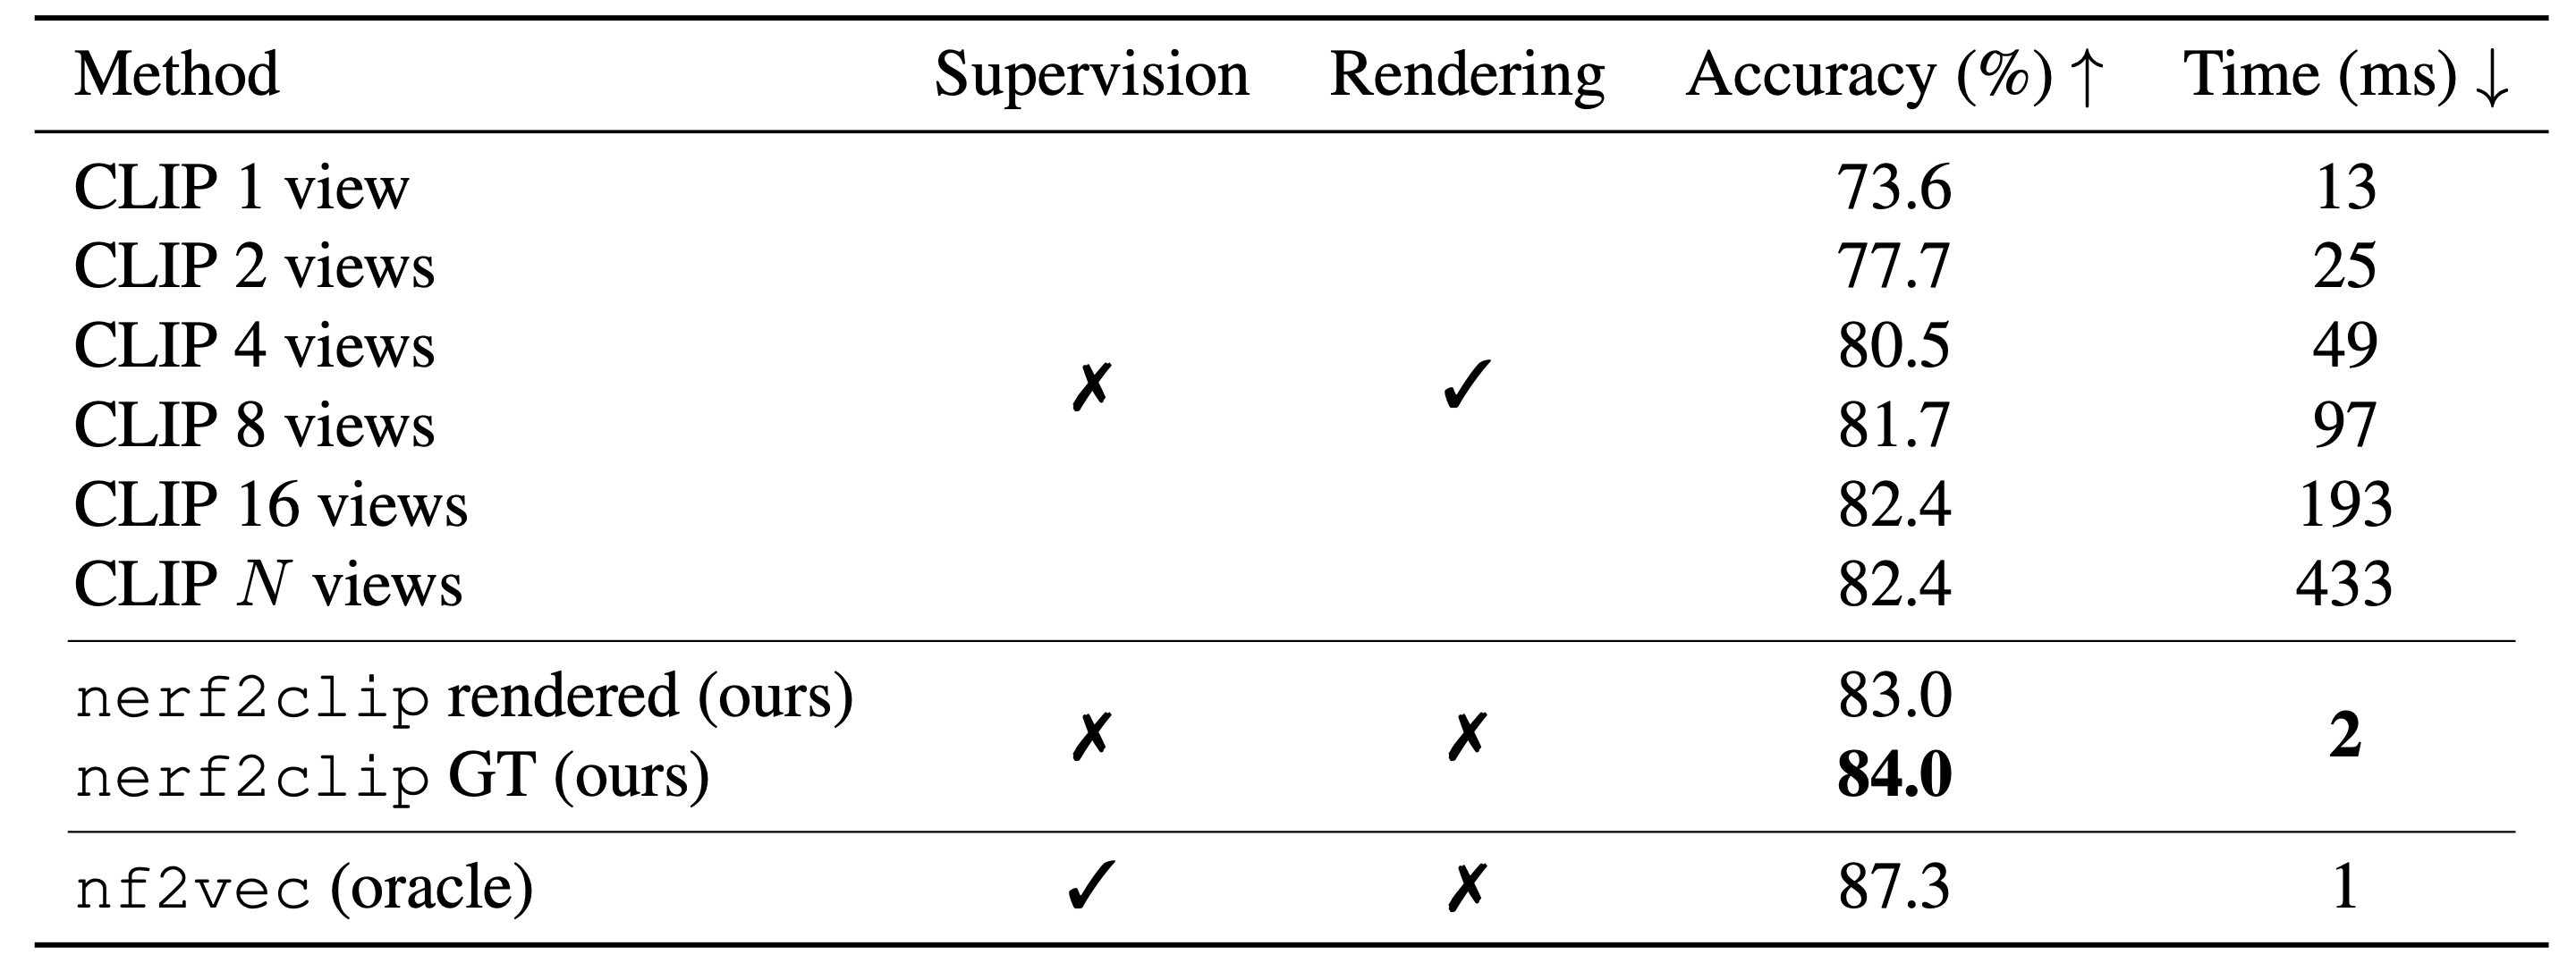 Method Supervision Rendering Accuracy (%) ↑ Time (ms) ↓
CLIP 1 view 73.6 13
CLIP 2 views 77.7 25
CLIP 4 views 80.5 49
✗ ✓
CLIP 8 views 81.7 97
CLIP 16 views 82.4 193
CLIP N views 82.4 433
nerf2clip rendered (ours) 83.0
✗ ✗ 2
nerf2clip GT (ours) 84.0
nf2vec (oracle) ✓ ✗ 87.3 1